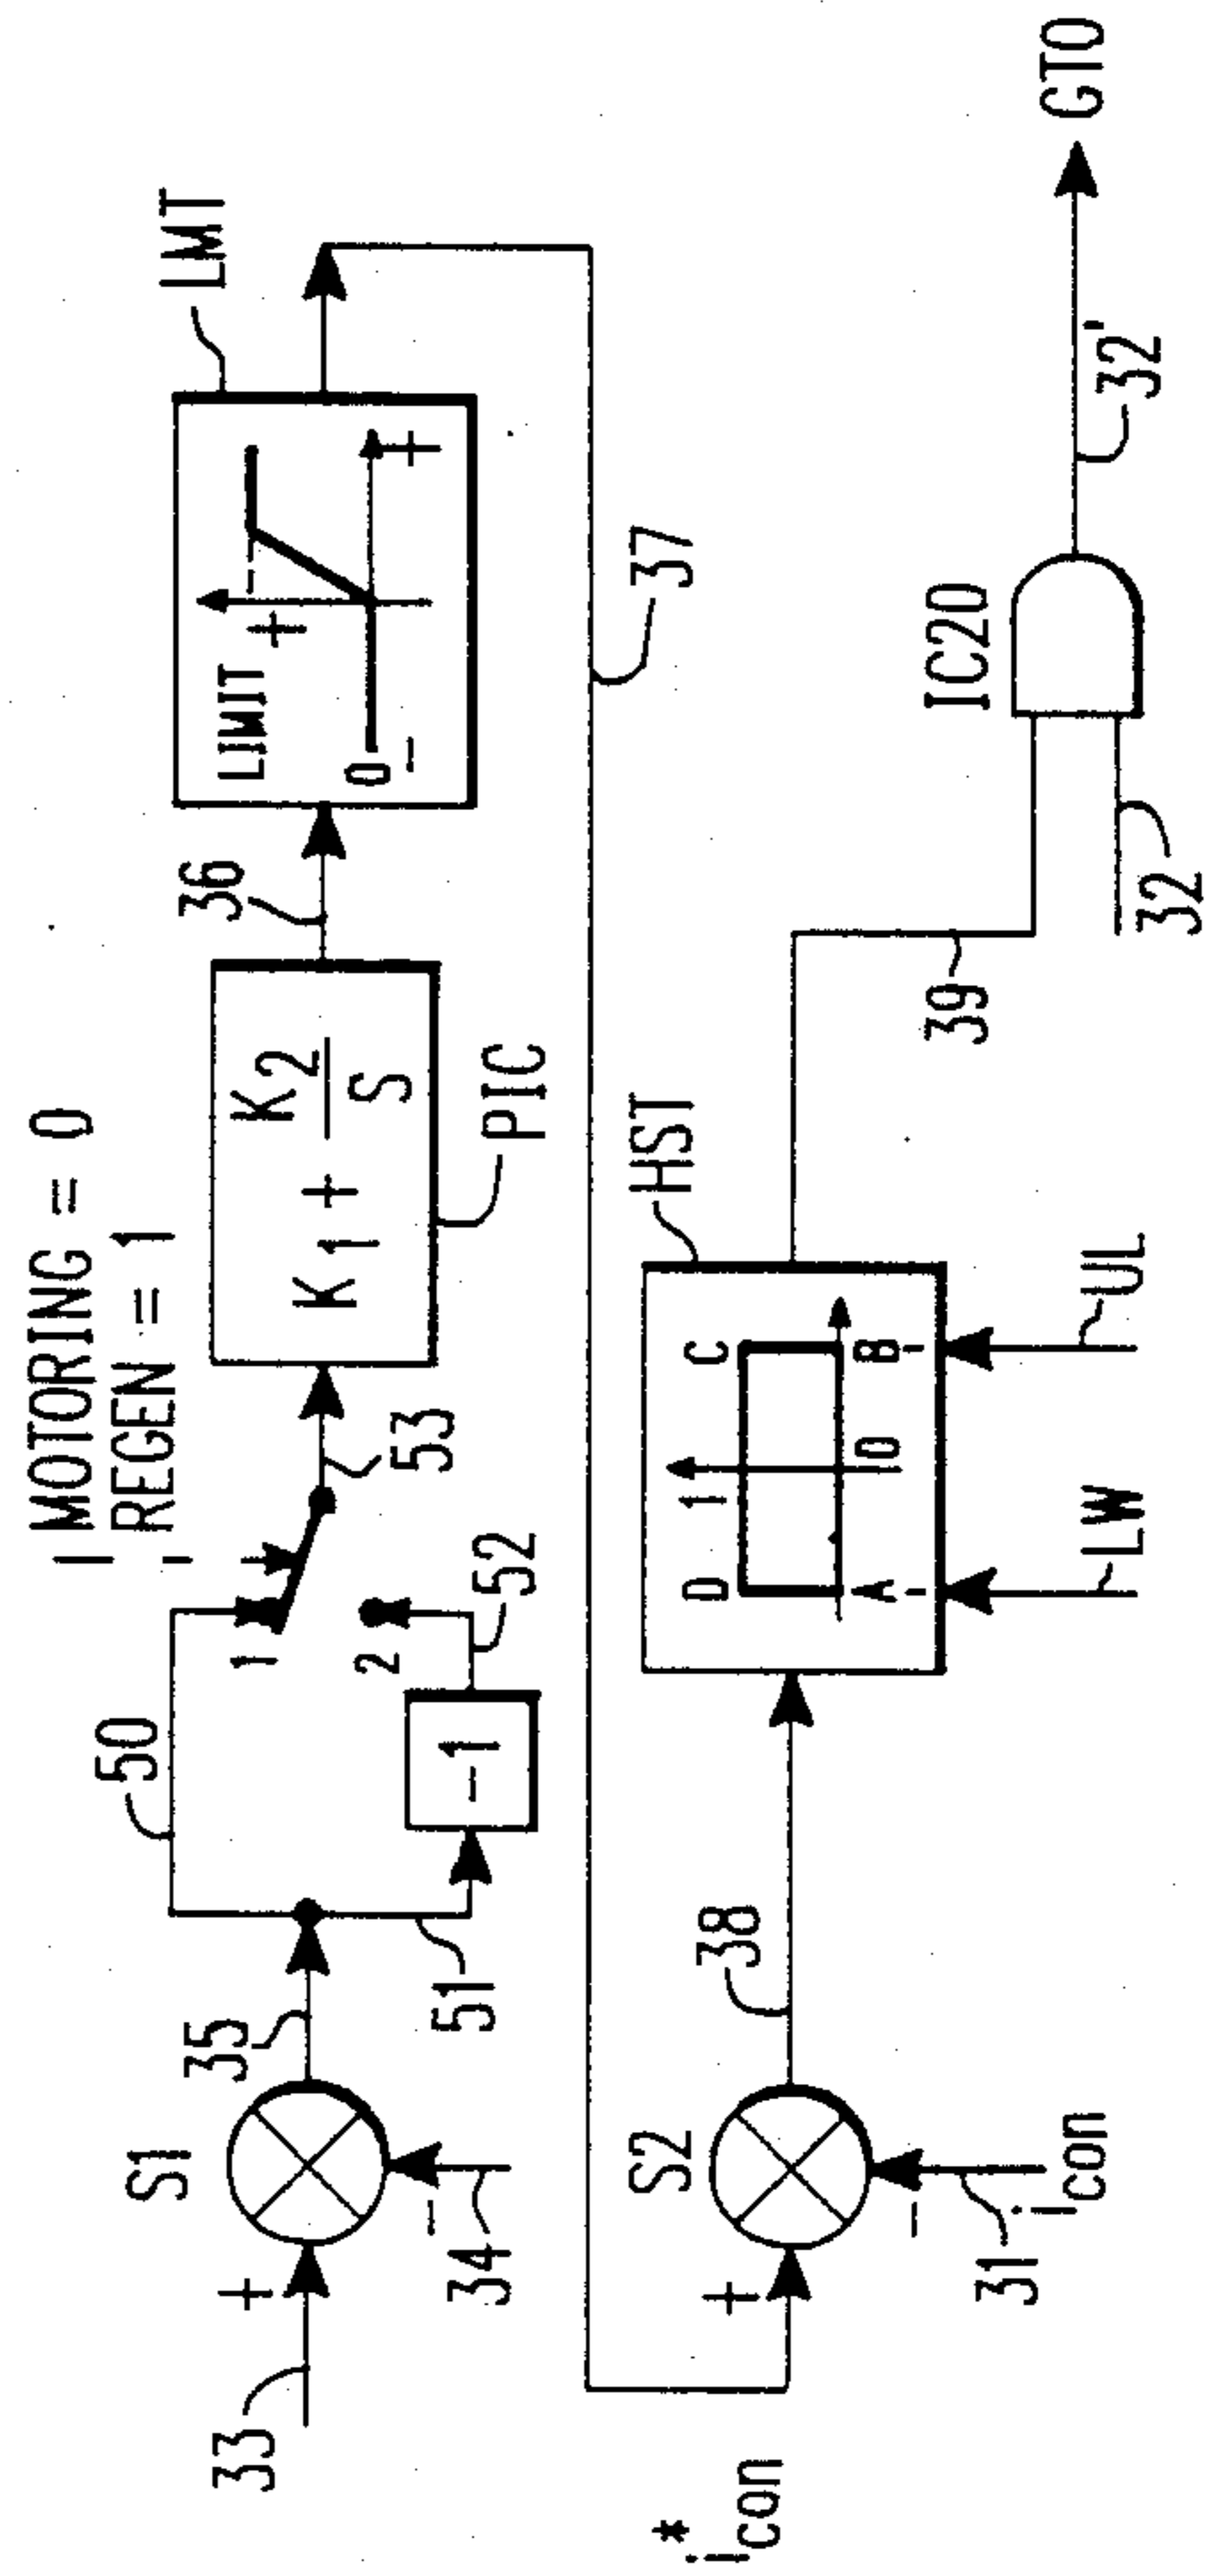 MOTORING = 0
REGEN = 1
33
+
S1
-
34
35
50
51
-1
52
1
2
53
K1 + K2/S
PIC
36
LIMIT
+
0
-
+
LMT
37
i*con
+
S2
-
31
icon
38
D
1
C
A
0
B
HST
LW
UL
39
32
IC20
32'
GTO